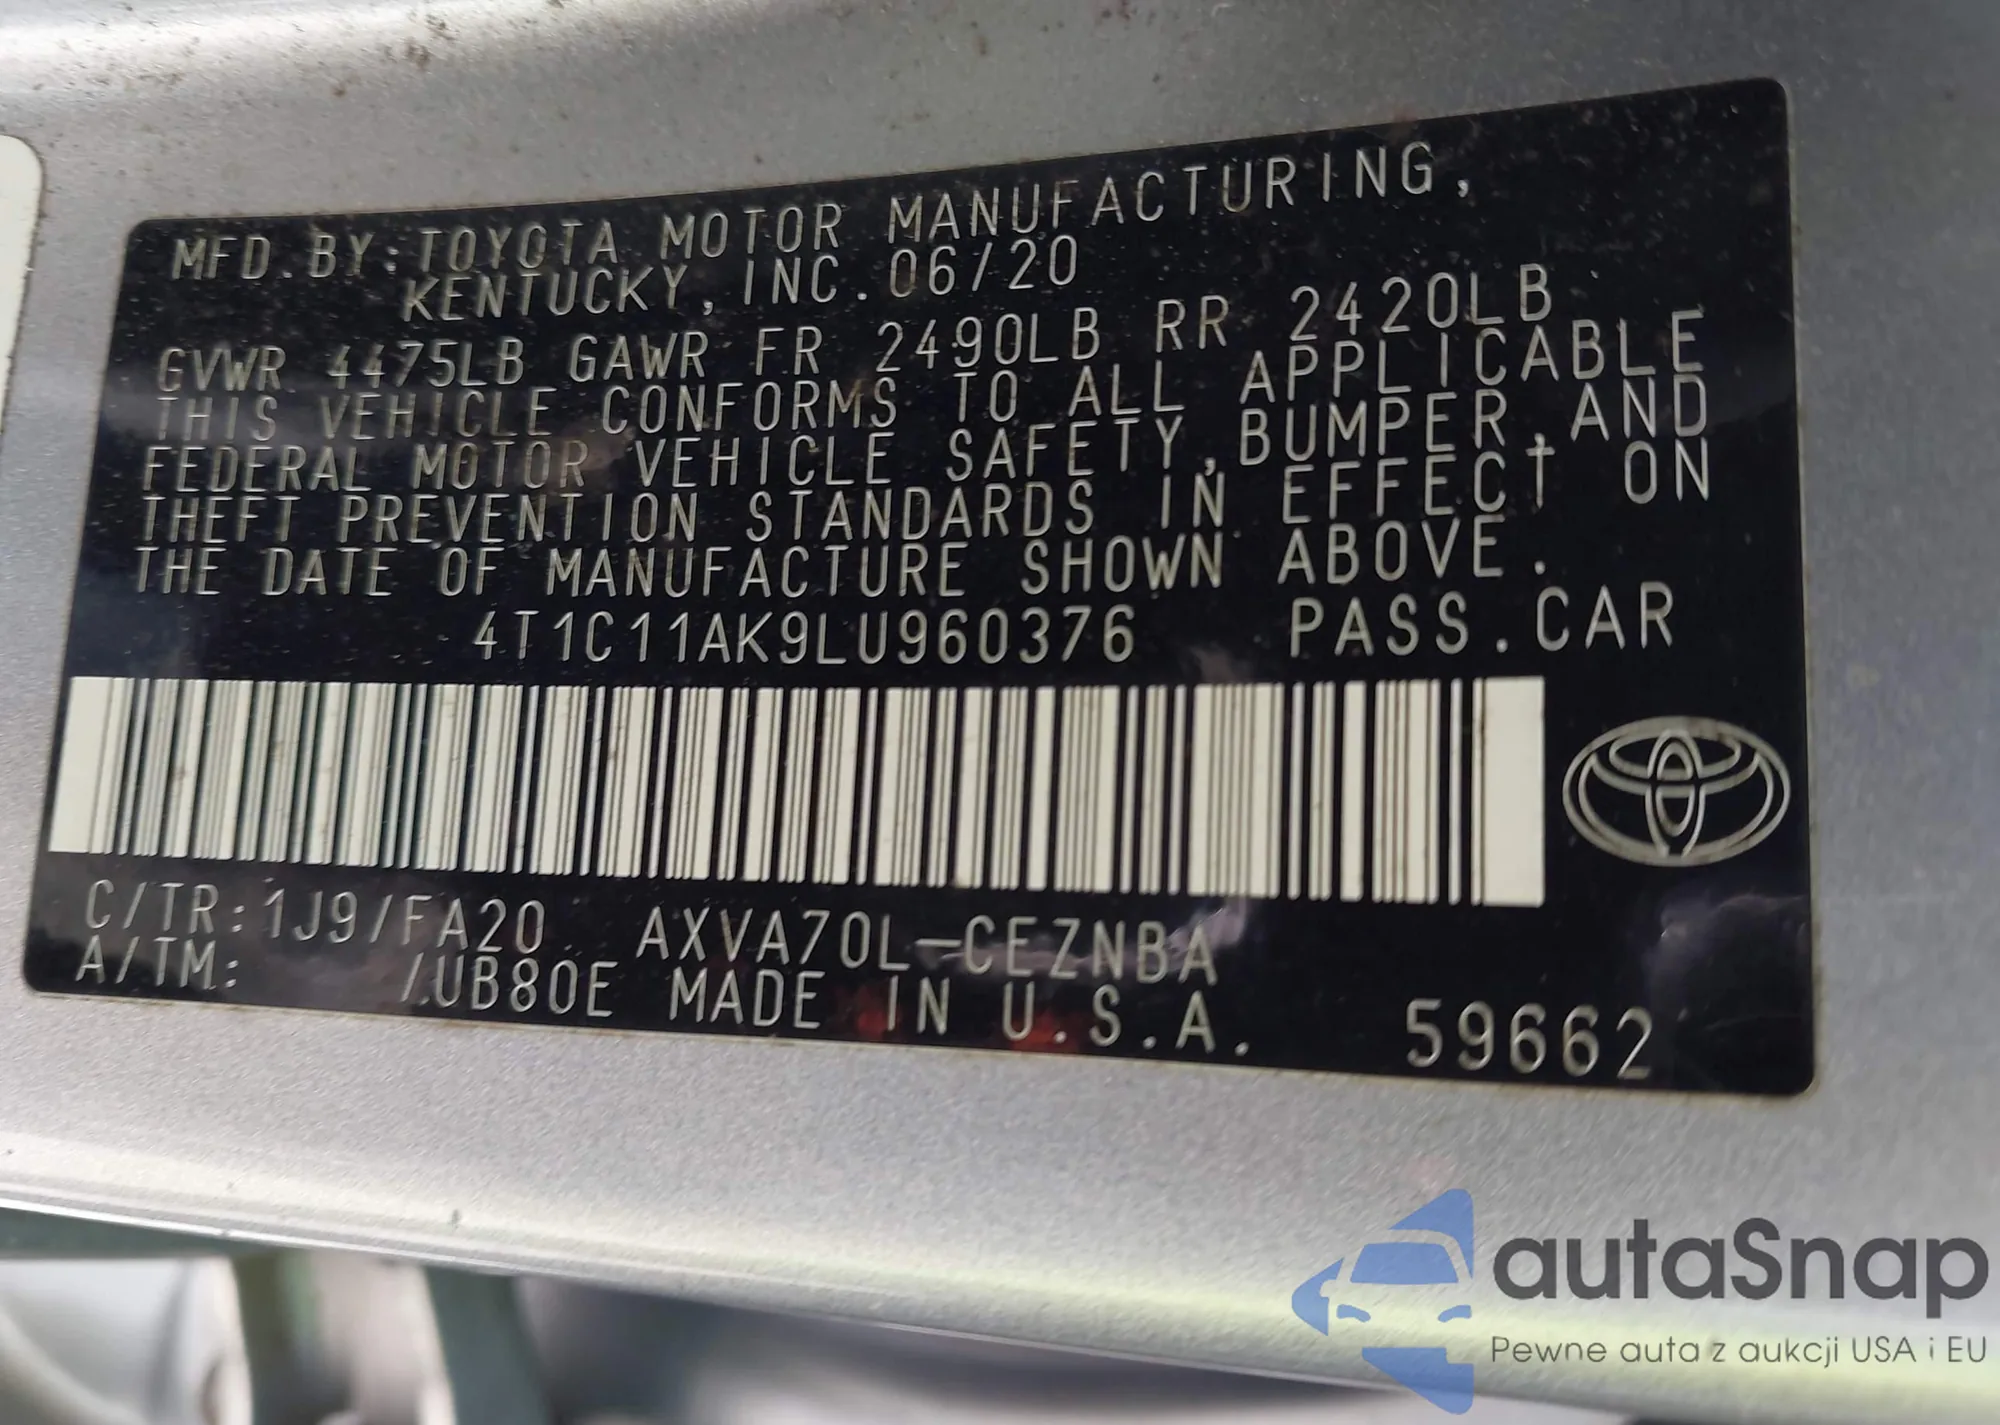 MFD. BY: TOYOTA MOTOR MANUFACTURING,
KENTUCKY, INC. 06/20
GVWR 4475LB GAWR FR 2490LB RR 2420LB
THIS VEHICLE CONFORMS TO ALL APPLICABLE
FEDERAL MOTOR VEHICLE SAFETY, BUMPER, AND
THEFT PREVENTION STANDARDS IN EFFECT ON
THE DATE OF MANUFACTURE SHOWN ABOVE.
4T1C11AK9LU960376 PASS. CAR
C/TR: 1J9/FA20 AXVA70L-CEZNBA
A/TM: /UB80E MADE IN U.S.A. 59662
autaSnap
Pewne auta z aukcji USA i EU